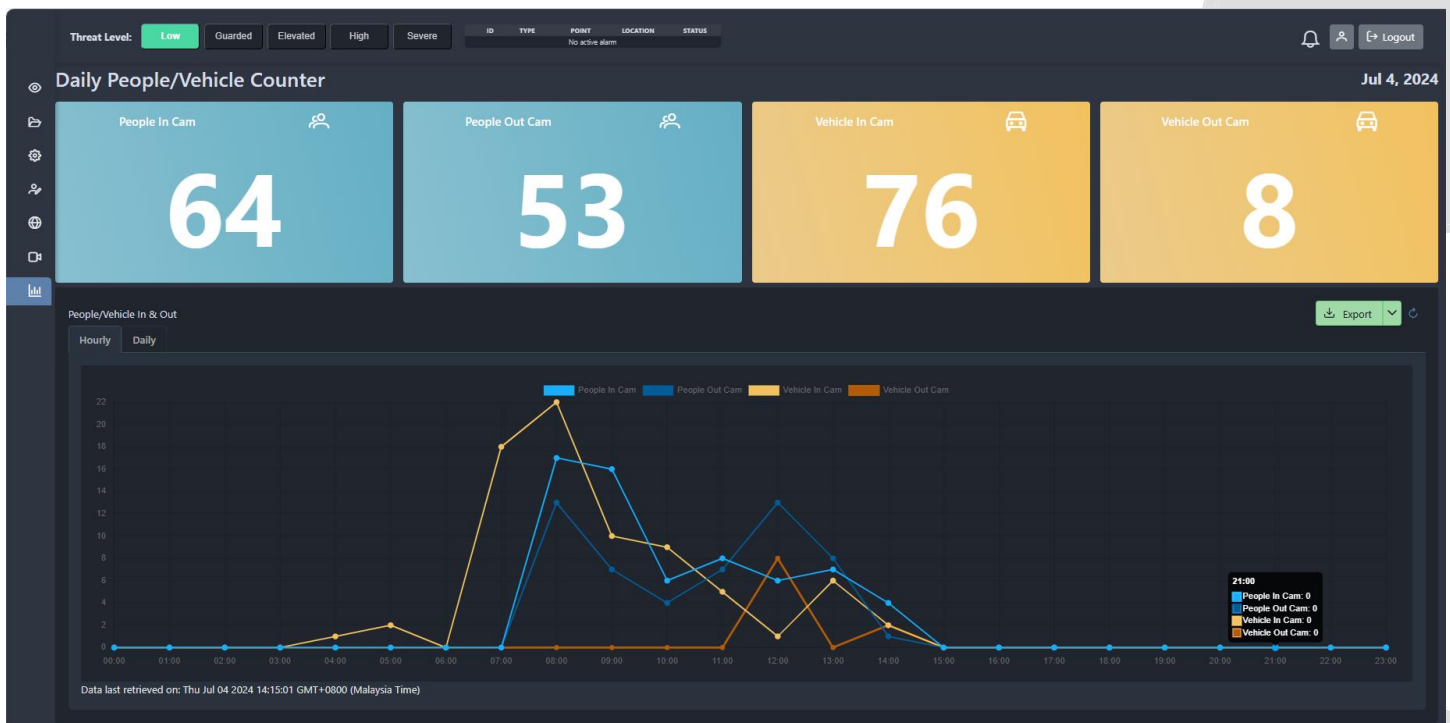 Threat Level: Low Guarded Elevated High Severe
ID TYPE POINT LOCATION STATUS
No active alarm
Logout
Daily People/Vehicle Counter
Jul 4, 2024
People In Cam
64
People Out Cam
53
Vehicle In Cam
76
Vehicle Out Cam
8
People/Vehicle In & Out
Export
Hourly Daily
People In Cam People Out Cam Vehicle In Cam Vehicle Out Cam
22
20
18
16
14
12
10
8
6
4
2
0
21:00
People In Cam: 0
People Out Cam: 0
Vehicle In Cam: 0
Vehicle Out Cam: 0
00:00 01:00 02:00 03:00 04:00 05:00 06:00 07:00 08:00 09:00 10:00 11:00 12:00 13:00 14:00 15:00 16:00 17:00 18:00 19:00 20:00 21:00 22:00 23:00
Data last retrieved on: Thu Jul 04 2024 14:15:01 GMT+0800 (Malaysia Time)